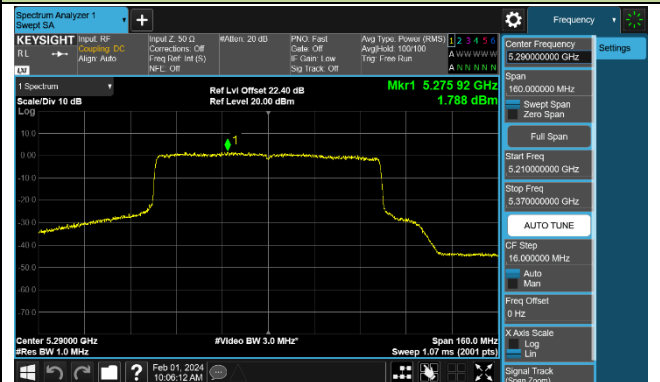 Spectrum Analyzer 1
Swept SA
Frequency
KEYSIGHT
RL
LXI
Input: RF
Coupling: DC
Align: Auto
Input Z: 50 Ω
Corrections: Off
Freq Ref: Int (S)
NFE: Off
#Atten: 20 dB
PNO: Fast
Gate: Off
IF Gain: Low
Sig Track: Off
Avg Type: Power (RMS)
Avg|Hold: 100/100
Trig: Free Run
1 2 3 4 5 6
A W W W W W
A N N N N N
1 Spectrum
Scale/Div 10 dB
Log
Ref Lvl Offset 22.40 dB
Ref Level 20.00 dBm
Mkr1 5.275 92 GHz
1.788 dBm
1
10.0
0.00
-10.0
-20.0
-30.0
-40.0
-50.0
-60.0
-70.0
Center 5.29000 GHz
#Res BW 1.0 MHz
#Video BW 3.0 MHz*
Span 160.0 MHz
Sweep 1.07 ms (2001 pts)
Feb 01, 2024
10:06:12 AM
Center Frequency
5.290000000 GHz
Settings
Span
160.000000 MHz
Swept Span
Zero Span
Full Span
Start Freq
5.210000000 GHz
Stop Freq
5.370000000 GHz
AUTO TUNE
CF Step
16.000000 MHz
Auto
Man
Freq Offset
0 Hz
X Axis Scale
Log
Lin
Signal Track
(Span Zoom)